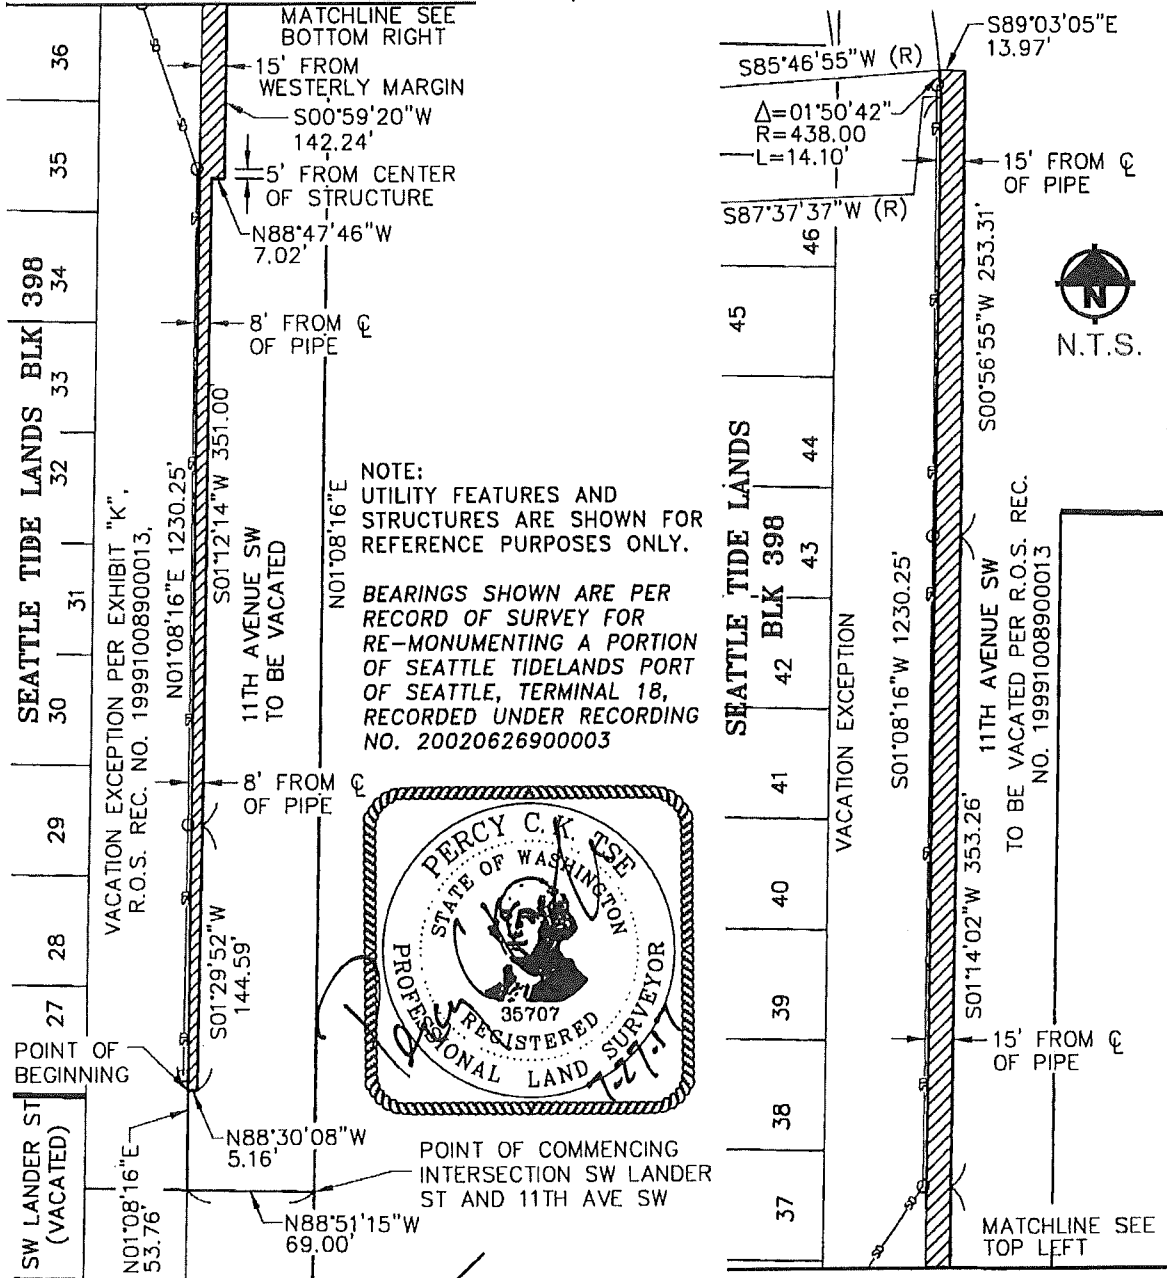 MATCHLINE SEE
BOTTOM RIGHT
15' FROM
WESTERLY MARGIN
S00°59'20"W
142.24'
5' FROM CENTER
OF STRUCTURE
N88°47'46"W
7.02'
8' FROM ℄
OF PIPE
36
35
34
33
32
31
30
29
28
27
SEATTLE TIDE LANDS BLK 398
VACATION EXCEPTION PER EXHIBIT "K",
R.O.S. REC. NO. 19991008900013,
N01°08'16"E 1230.25'
S01°12'14"W 351.00'
11TH AVENUE SW
TO BE VACATED
N01°08'16"E
8' FROM ℄
OF PIPE
S01°29'52"W
144.59'
POINT OF
BEGINNING
SW LANDER ST
(VACATED)
N01°08'16"E
53.76'
N88°30'08"W
5.16'
N88°51'15"W
69.00'
POINT OF COMMENCING
INTERSECTION SW LANDER
ST AND 11TH AVE SW
NOTE:
UTILITY FEATURES AND
STRUCTURES ARE SHOWN FOR
REFERENCE PURPOSES ONLY.
BEARINGS SHOWN ARE PER
RECORD OF SURVEY FOR
RE-MONUMENTING A PORTION
OF SEATTLE TIDELANDS PORT
OF SEATTLE, TERMINAL 18,
RECORDED UNDER RECORDING
NO. 20020626900003
PERCY C. K. TSE
STATE OF WASHINGTON
35707
REGISTERED
PROFESSIONAL LAND SURVEYOR
S89°03'05"E
13.97'
S85°46'55"W (R)
Δ=01°50'42"
R=438.00
L=14.10'
15' FROM ℄
OF PIPE
S87°37'37"W (R)
S00°56'55"W 253.31'
N
N.T.S.
46
45
44
43
42
41
40
39
38
37
SEATTLE TIDE LANDS
BLK 398
VACATION EXCEPTION
S01°08'16"W 1230.25'
11TH AVENUE SW
TO BE VACATED PER R.O.S. REC.
NO. 19991008900013
S01°14'02"W 353.26'
15' FROM ℄
OF PIPE
MATCHLINE SEE
TOP LEFT